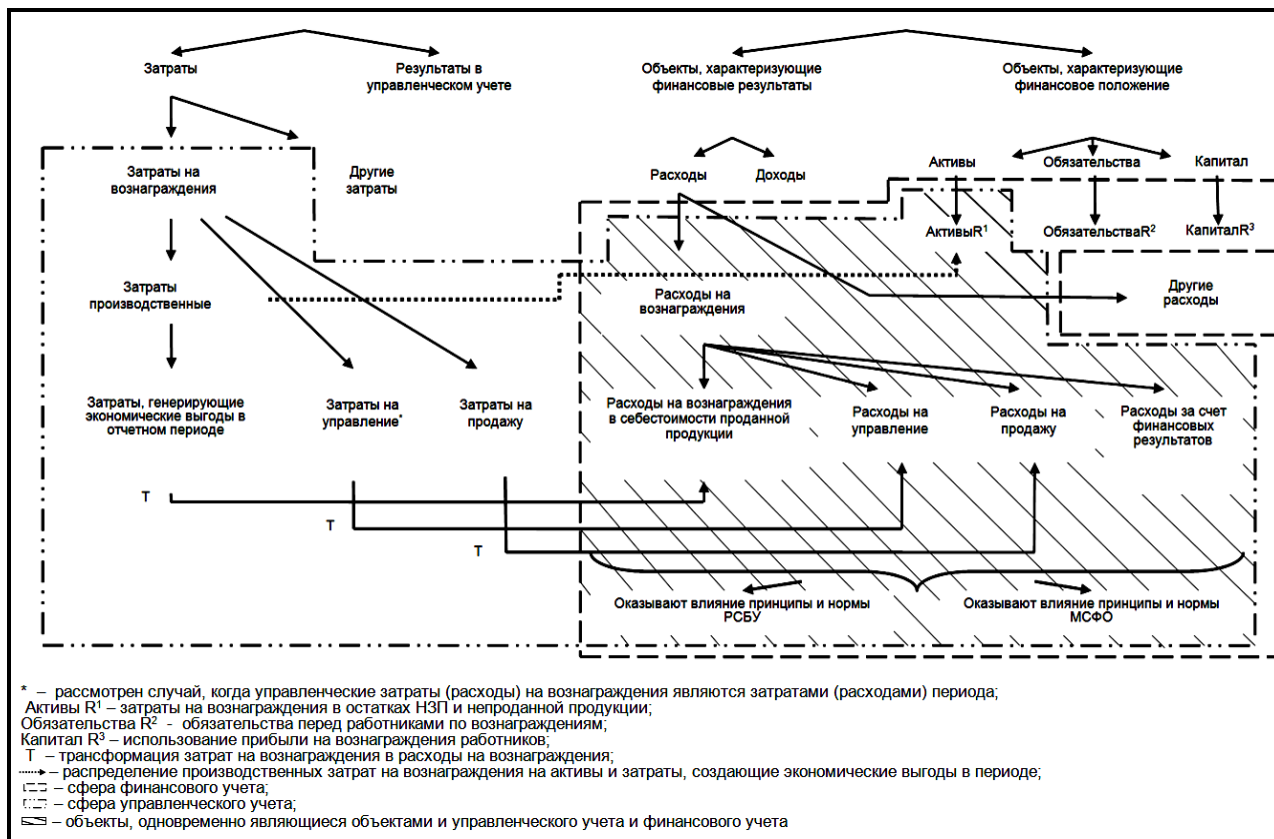 Затраты
Результаты в
управленческом учете
Объекты, характеризующие
финансовые результаты
Объекты, характеризующие
финансовое положение
Затраты на
вознаграждения
Другие
затраты
Расходы
Доходы
Активы
Обязательства
Капитал
АктивыR¹
ОбязательстваR²
КапиталR³
Затраты
производственные
Расходы на
вознаграждения
Другие
расходы
Затраты, генерирующие
экономические выгоды в
отчетном периоде
Затраты на
управление*
Затраты на
продажу
Расходы на вознаграждения
в себестоимости проданной
продукции
Расходы на
управление
Расходы на
продажу
Расходы за счет
финансовых
результатов
Т
Т
Т
Оказывают влияние принципы и нормы
РСБУ
Оказывают влияние принципы и нормы
МСФО
* – рассмотрен случай, когда управленческие затраты (расходы) на вознаграждения являются затратами (расходами) периода;
Активы R¹ – затраты на вознаграждения в остатках НЗП и непроданной продукции;
Обязательства R² - обязательства перед работниками по вознаграждениям;
Капитал R³ – использование прибыли на вознаграждения работников;
Т – трансформация затрат на вознаграждения в расходы на вознаграждения;
– распределение производственных затрат на вознаграждения на активы и затраты, создающие экономические выгоды в периоде;
– сфера финансового учета;
– сфера управленческого учета;
– объекты, одновременно являющиеся объектами и управленческого учета и финансового учета